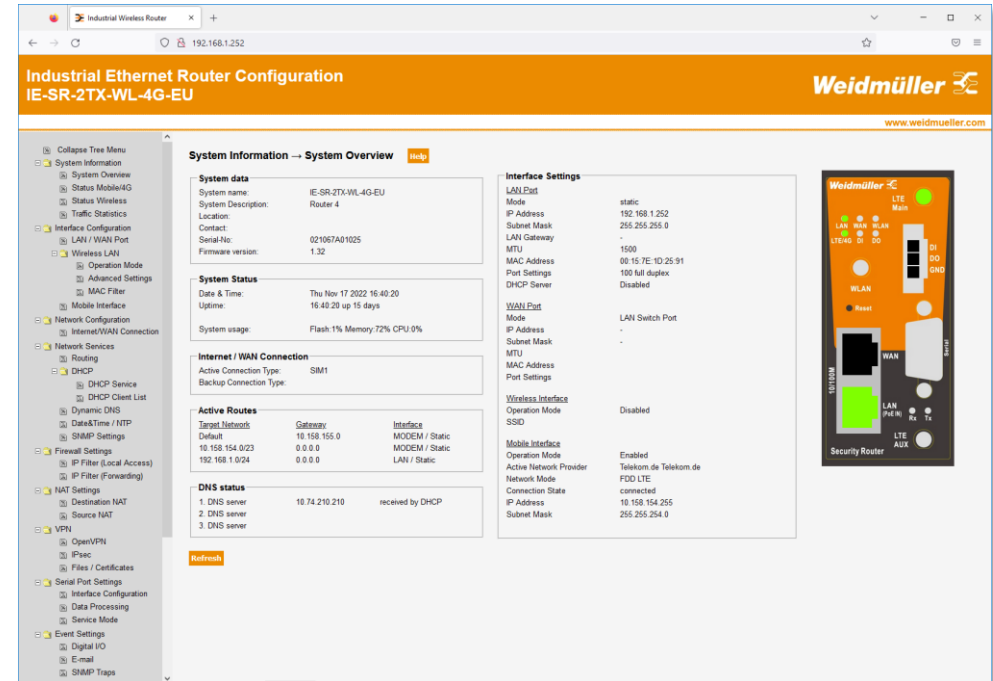 Industrial Wireless Router
192.168.1.252
Industrial Ethernet Router Configuration
IE-SR-2TX-WL-4G-EU
Weidmüller
www.weidmueller.com
Collapse Tree Menu
System Information
System Overview
Status Mobile/4G
Status Wireless
Traffic Statistics
Interface Configuration
LAN / WAN Port
Wireless LAN
Operation Mode
Advanced Settings
MAC Filter
Mobile Interface
Network Configuration
Internet/WAN Connection
Network Services
Routing
DHCP
DHCP Service
DHCP Client List
Dynamic DNS
Date&Time / NTP
SNMP Settings
Firewall Settings
IP Filter (Local Access)
IP Filter (Forwarding)
NAT Settings
Destination NAT
Source NAT
VPN
OpenVPN
IPsec
Files / Certificates
Serial Port Settings
Interface Configuration
Data Processing
Service Mode
Event Settings
Digital I/O
E-mail
SNMP Traps
System Information → System Overview Help
System data
System name: IE-SR-2TX-WL-4G-EU
System Description: Router 4
Location:
Contact:
Serial-No: 021067A01025
Firmware version: 1.32
System Status
Date & Time: Thu Nov 17 2022 16:40:20
Uptime: 16:40:20 up 15 days
System usage: Flash:1% Memory:72% CPU:0%
Internet / WAN Connection
Active Connection Type: SIM1
Backup Connection Type:
Active Routes
Target Network Gateway Interface
Default 10.158.155.0 MODEM / Static
10.158.154.0/23 0.0.0.0 MODEM / Static
192.168.1.0/24 0.0.0.0 LAN / Static
DNS status
1. DNS server 10.74.210.210 received by DHCP
2. DNS server
3. DNS server
Refresh
Interface Settings
LAN Port
Mode static
IP Address 192.168.1.252
Subnet Mask 255.255.255.0
LAN Gateway -
MTU 1500
MAC Address 00:15:7E:1D:25:91
Port Settings 100 full duplex
DHCP Server Disabled
WAN Port
Mode LAN Switch Port
IP Address -
Subnet Mask -
MTU
MAC Address
Port Settings
Wireless Interface
Operation Mode Disabled
SSID
Mobile Interface
Operation Mode Enabled
Active Network Provider Telekom.de Telekom.de
Network Mode FDD LTE
Connection State connected
IP Address 10.158.154.255
Subnet Mask 255.255.254.0
Weidmüller
LTE
Main
LAN WAN WLAN
LTE/4G DI DO
DI
DO
GND
WLAN
Reset
Serial
WAN
10/100M
LAN
(PoE IN)
Rx Tx
LTE
AUX
Security Router